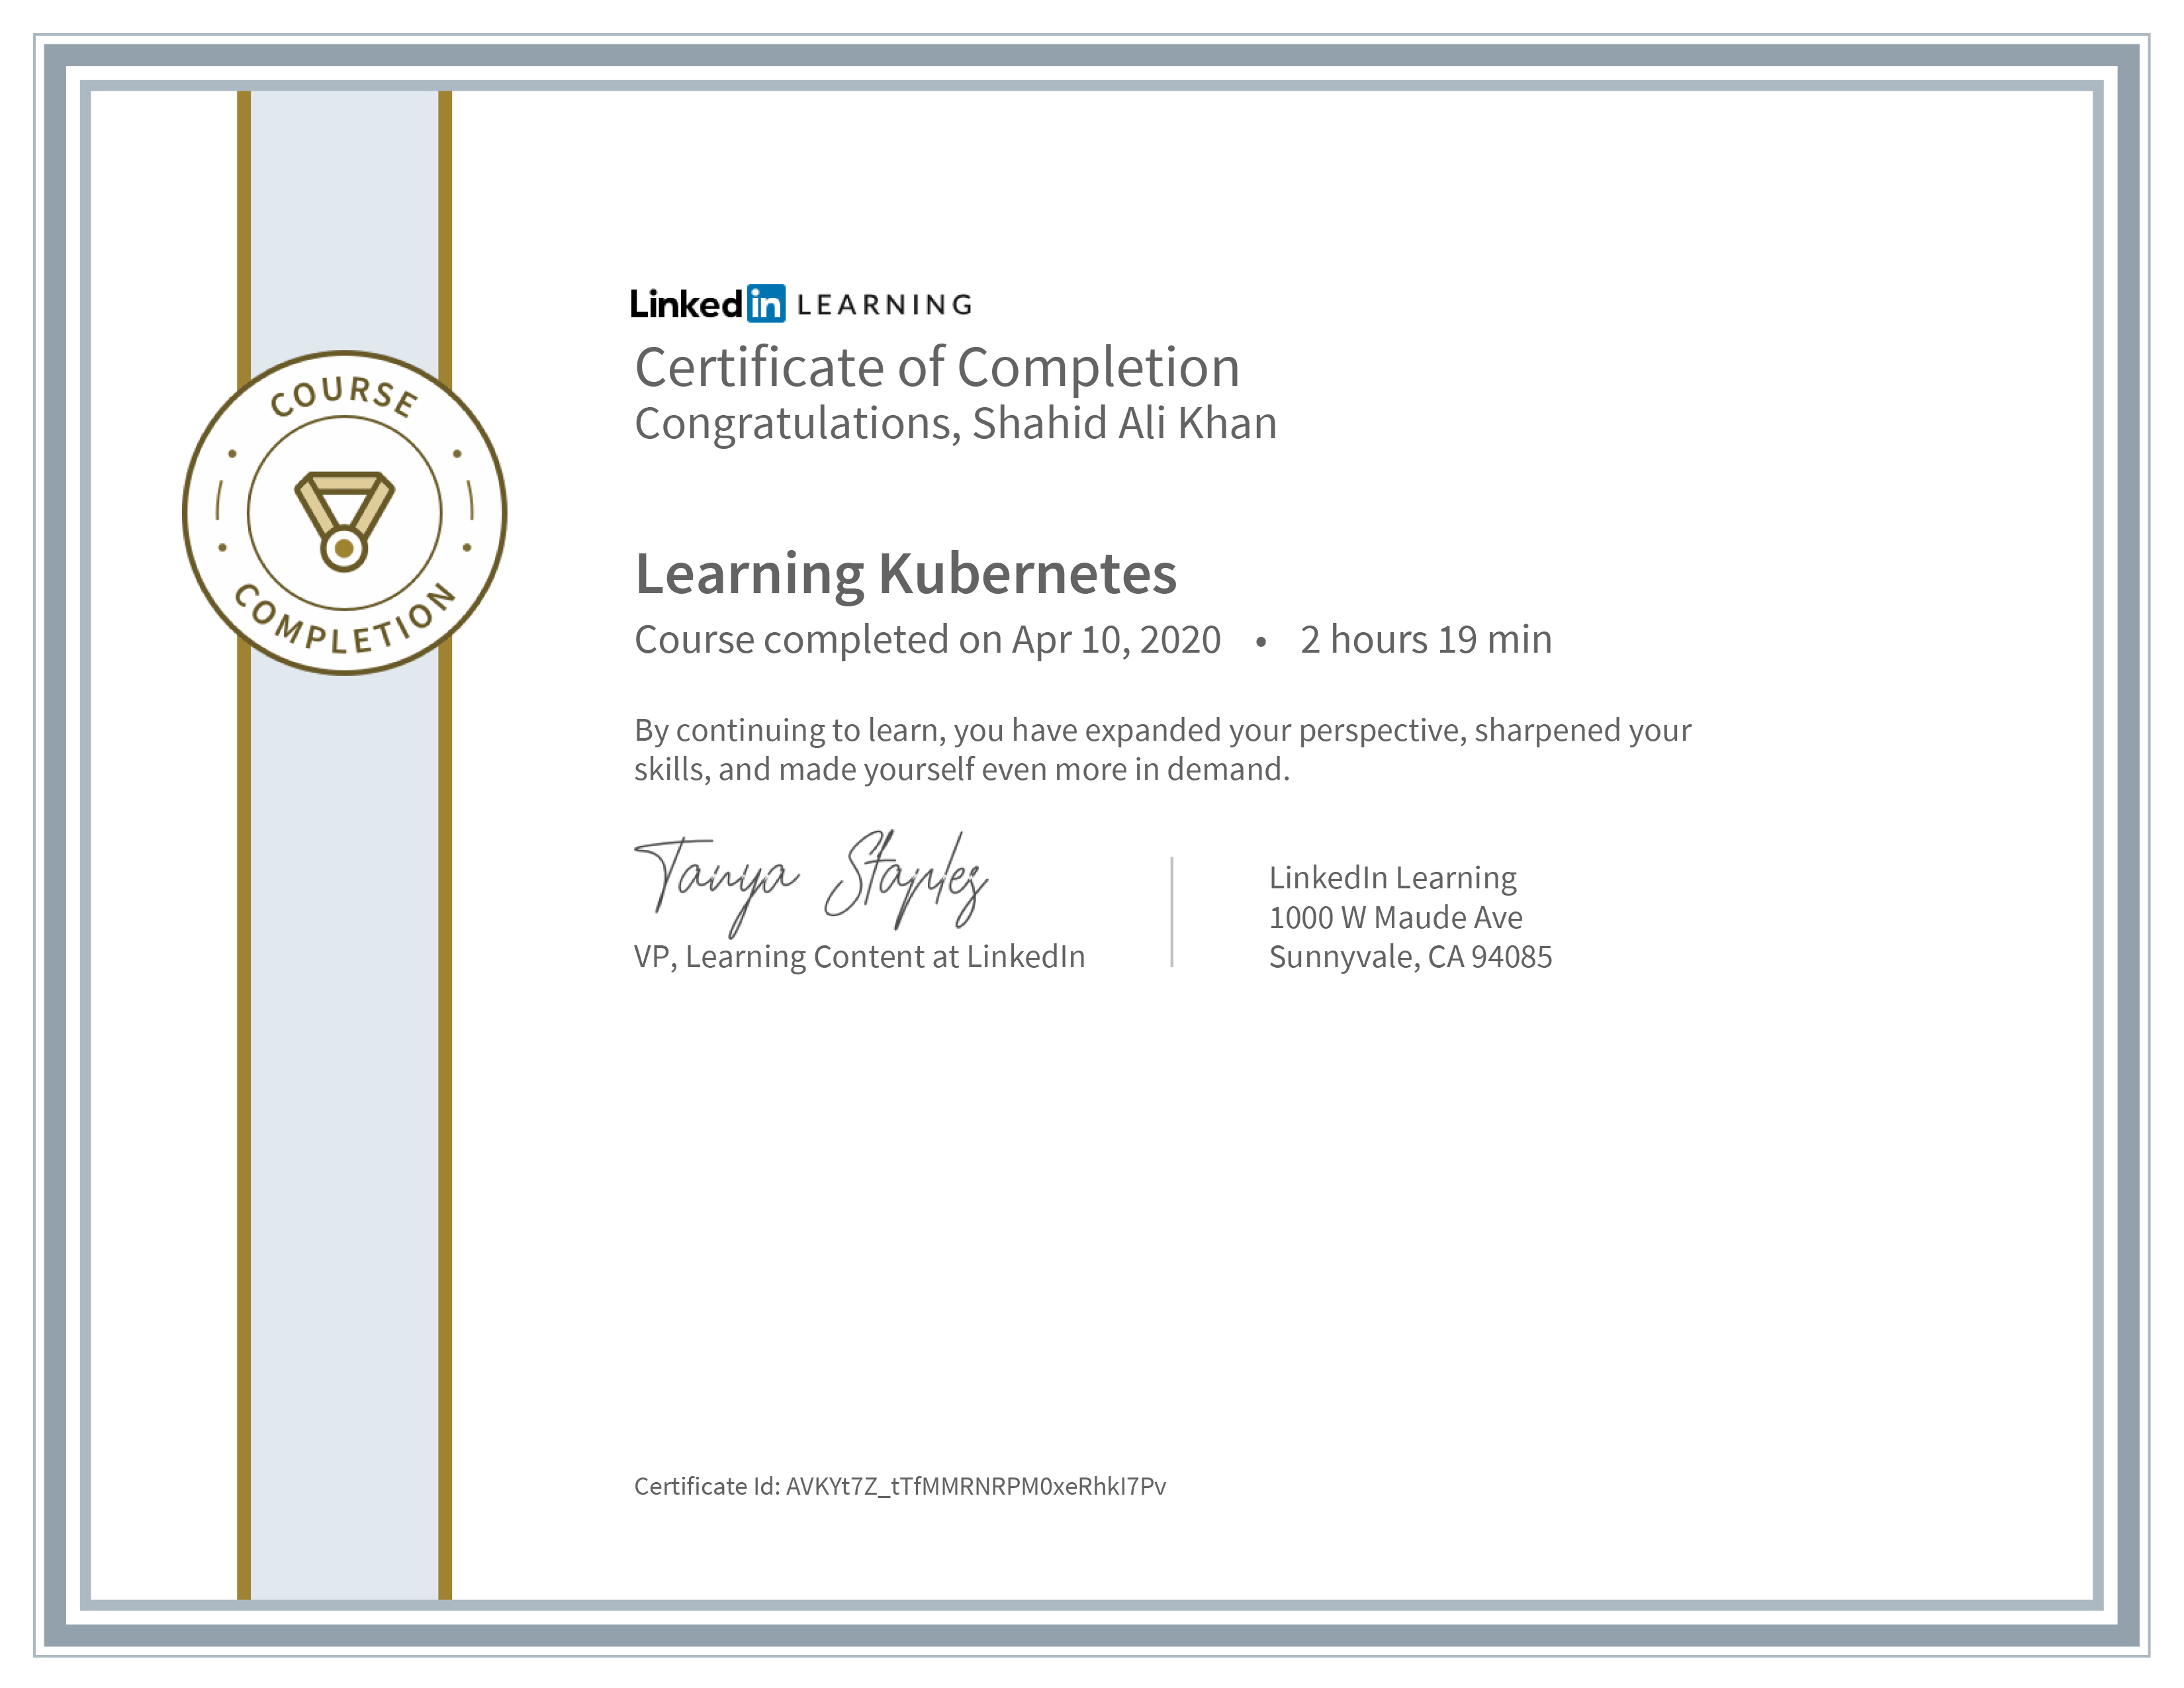 COURSE
COMPLETION
Linkedin LEARNING
Certificate of Completion
Congratulations, Shahid Ali Khan
Learning Kubernetes
Course completed on Apr 10, 2020 • 2 hours 19 min
By continuing to learn, you have expanded your perspective, sharpened your
skills, and made yourself even more in demand.
Tanya Staples
VP, Learning Content at LinkedIn
LinkedIn Learning
1000 W Maude Ave
Sunnyvale, CA 94085
Certificate Id: AVKYt7Z_tTfMMRNRPM0xeRhkI7Pv